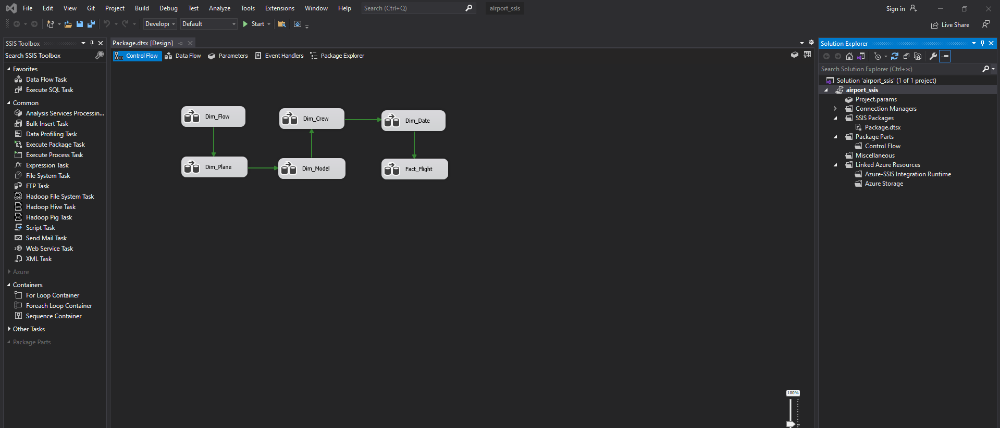 File Edit View Git Project Build Debug Test Analyze Tools Extensions Window Help Search (Ctrl+Q) airport_ssis Sign in
Developr Default Start Live Share
SSIS Toolbox
Search SSIS Toolbox
Favorites
Data Flow Task
Execute SQL Task
Common
Analysis Services Processin...
Bulk Insert Task
Data Profiling Task
Execute Package Task
Execute Process Task
Expression Task
File System Task
FTP Task
Hadoop File System Task
Hadoop Hive Task
Hadoop Pig Task
Script Task
Send Mail Task
Web Service Task
XML Task
Azure
Containers
For Loop Container
Foreach Loop Container
Sequence Container
Other Tasks
Package Parts
Package.dtsx [Design]
Control Flow Data Flow Parameters Event Handlers Package Explorer
Dim_Flow
Dim_Crew
Dim_Date
Dim_Plane
Dim_Model
Fact_Flight
100%
Solution Explorer
Search Solution Explorer (Ctrl+ж)
Solution 'airport_ssis' (1 of 1 project)
airport_ssis
Project.params
Connection Managers
SSIS Packages
Package.dtsx
Package Parts
Control Flow
Miscellaneous
Linked Azure Resources
Azure-SSIS Integration Runtime
Azure Storage